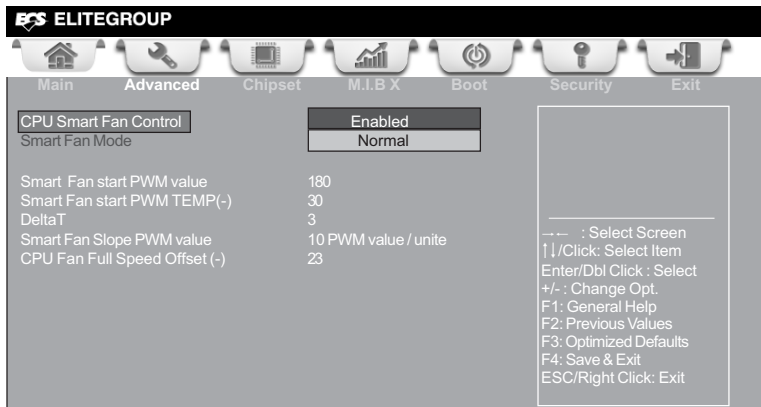 ECS ELITEGROUP
Main Advanced Chipset M.I.B X Boot Security Exit
CPU Smart Fan Control Enabled
Smart Fan Mode Normal
Smart Fan start PWM value 180
Smart Fan start PWM TEMP(-) 30
DeltaT 3
Smart Fan Slope PWM value 10 PWM value / unite
CPU Fan Full Speed Offset (-) 23
→← : Select Screen
↑↓/Click: Select Item
Enter/Dbl Click : Select
+/- : Change Opt.
F1: General Help
F2: Previous Values
F3: Optimized Defaults
F4: Save & Exit
ESC/Right Click: Exit